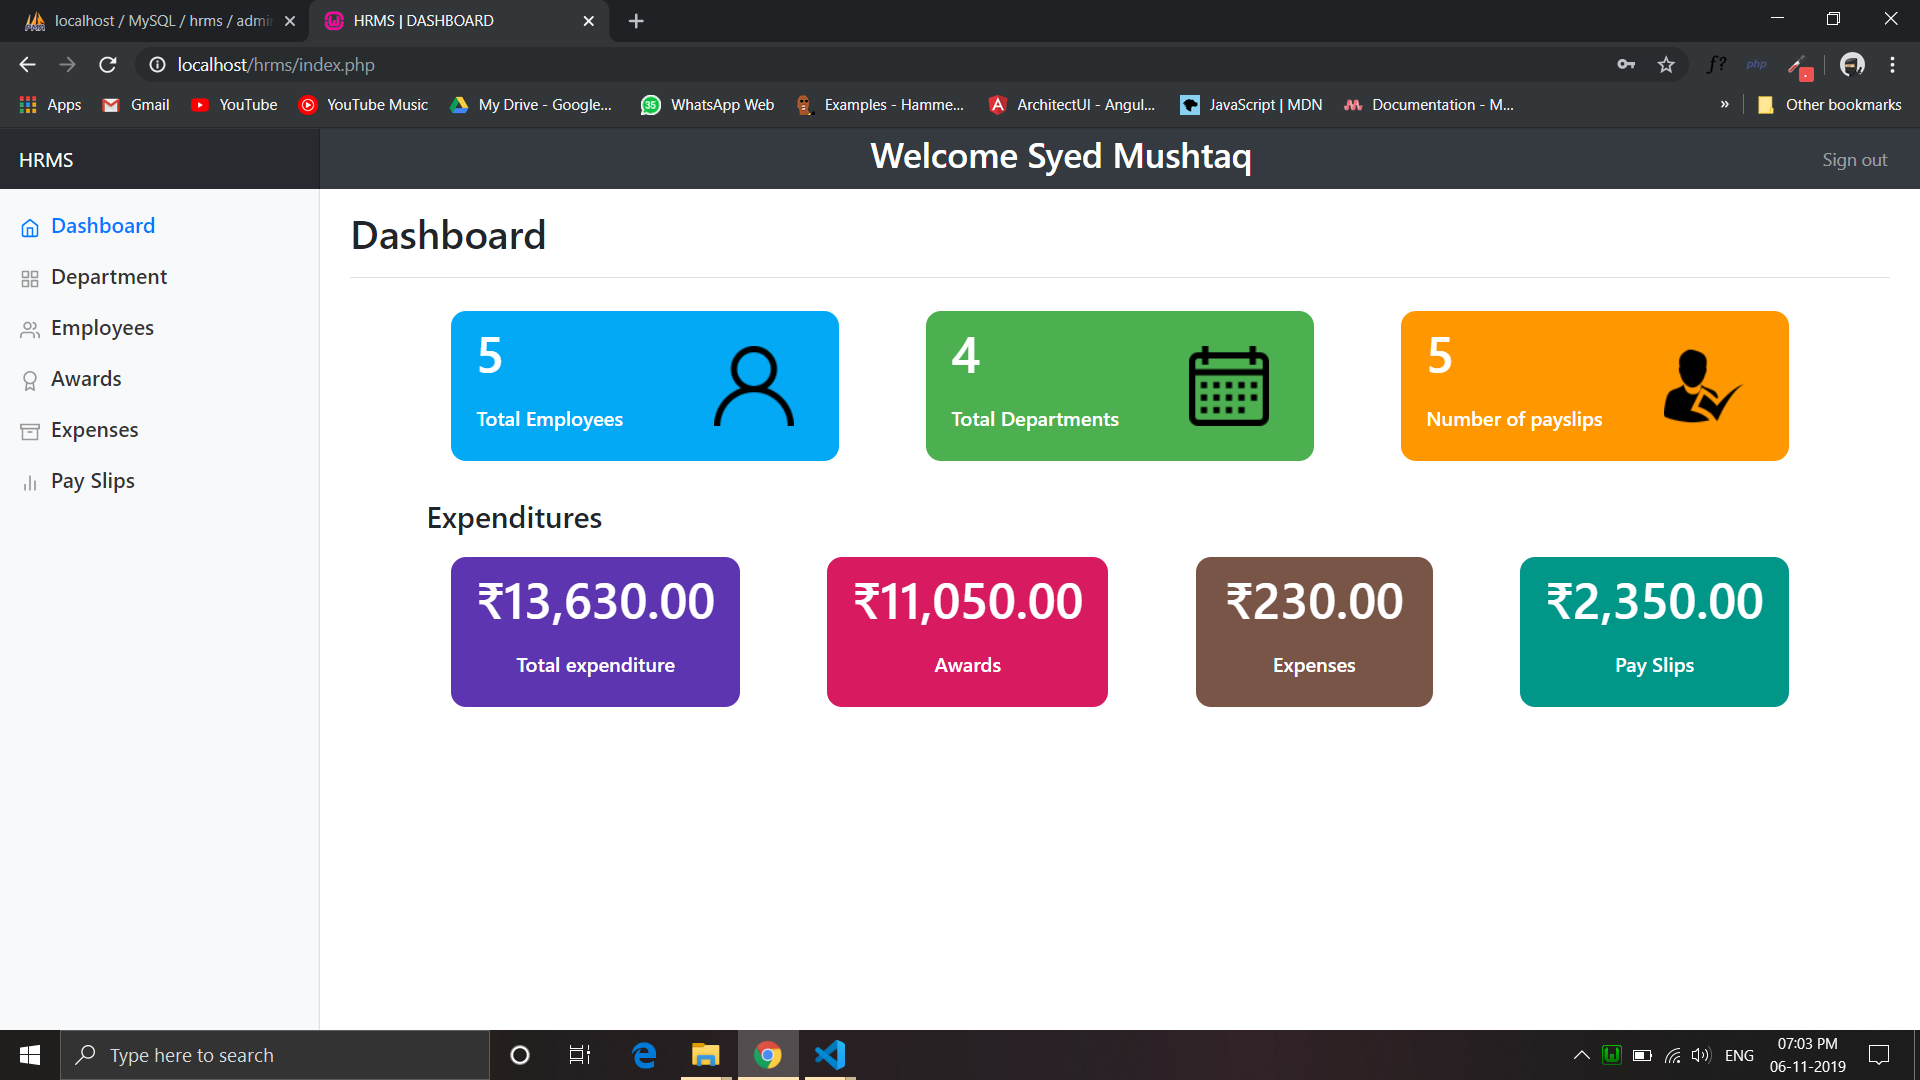 localhost / MySQL / hrms / admin
HRMS | DASHBOARD
localhost/hrms/index.php
f?
php
Apps
Gmail
YouTube
YouTube Music
My Drive - Google...
35
WhatsApp Web
Examples - Hamme...
ArchitectUI - Angul...
JavaScript | MDN
Documentation - M...
»
Other bookmarks
HRMS
Welcome Syed Mushtaq
Sign out
Dashboard
Department
Employees
Awards
Expenses
Pay Slips
Dashboard
5
Total Employees
4
Total Departments
5
Number of payslips
Expenditures
₹13,630.00
Total expenditure
₹11,050.00
Awards
₹230.00
Expenses
₹2,350.00
Pay Slips
Type here to search
ENG
07:03 PM
06-11-2019